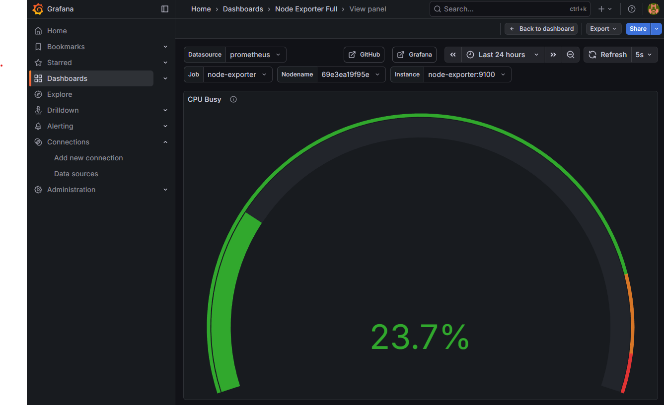 Grafana
Home › Dashboards › Node Exporter Full › View panel
Search... ctrl+k
Back to dashboard Export Share
Home
Bookmarks
Starred
Dashboards
Explore
Drilldown
Alerting
Connections
Add new connection
Data sources
Administration
Datasource prometheus GitHub Grafana Last 24 hours Refresh 5s
Job node-exporter Nodename 69e3ea19f95e Instance node-exporter:9100
CPU Busy
23.7%